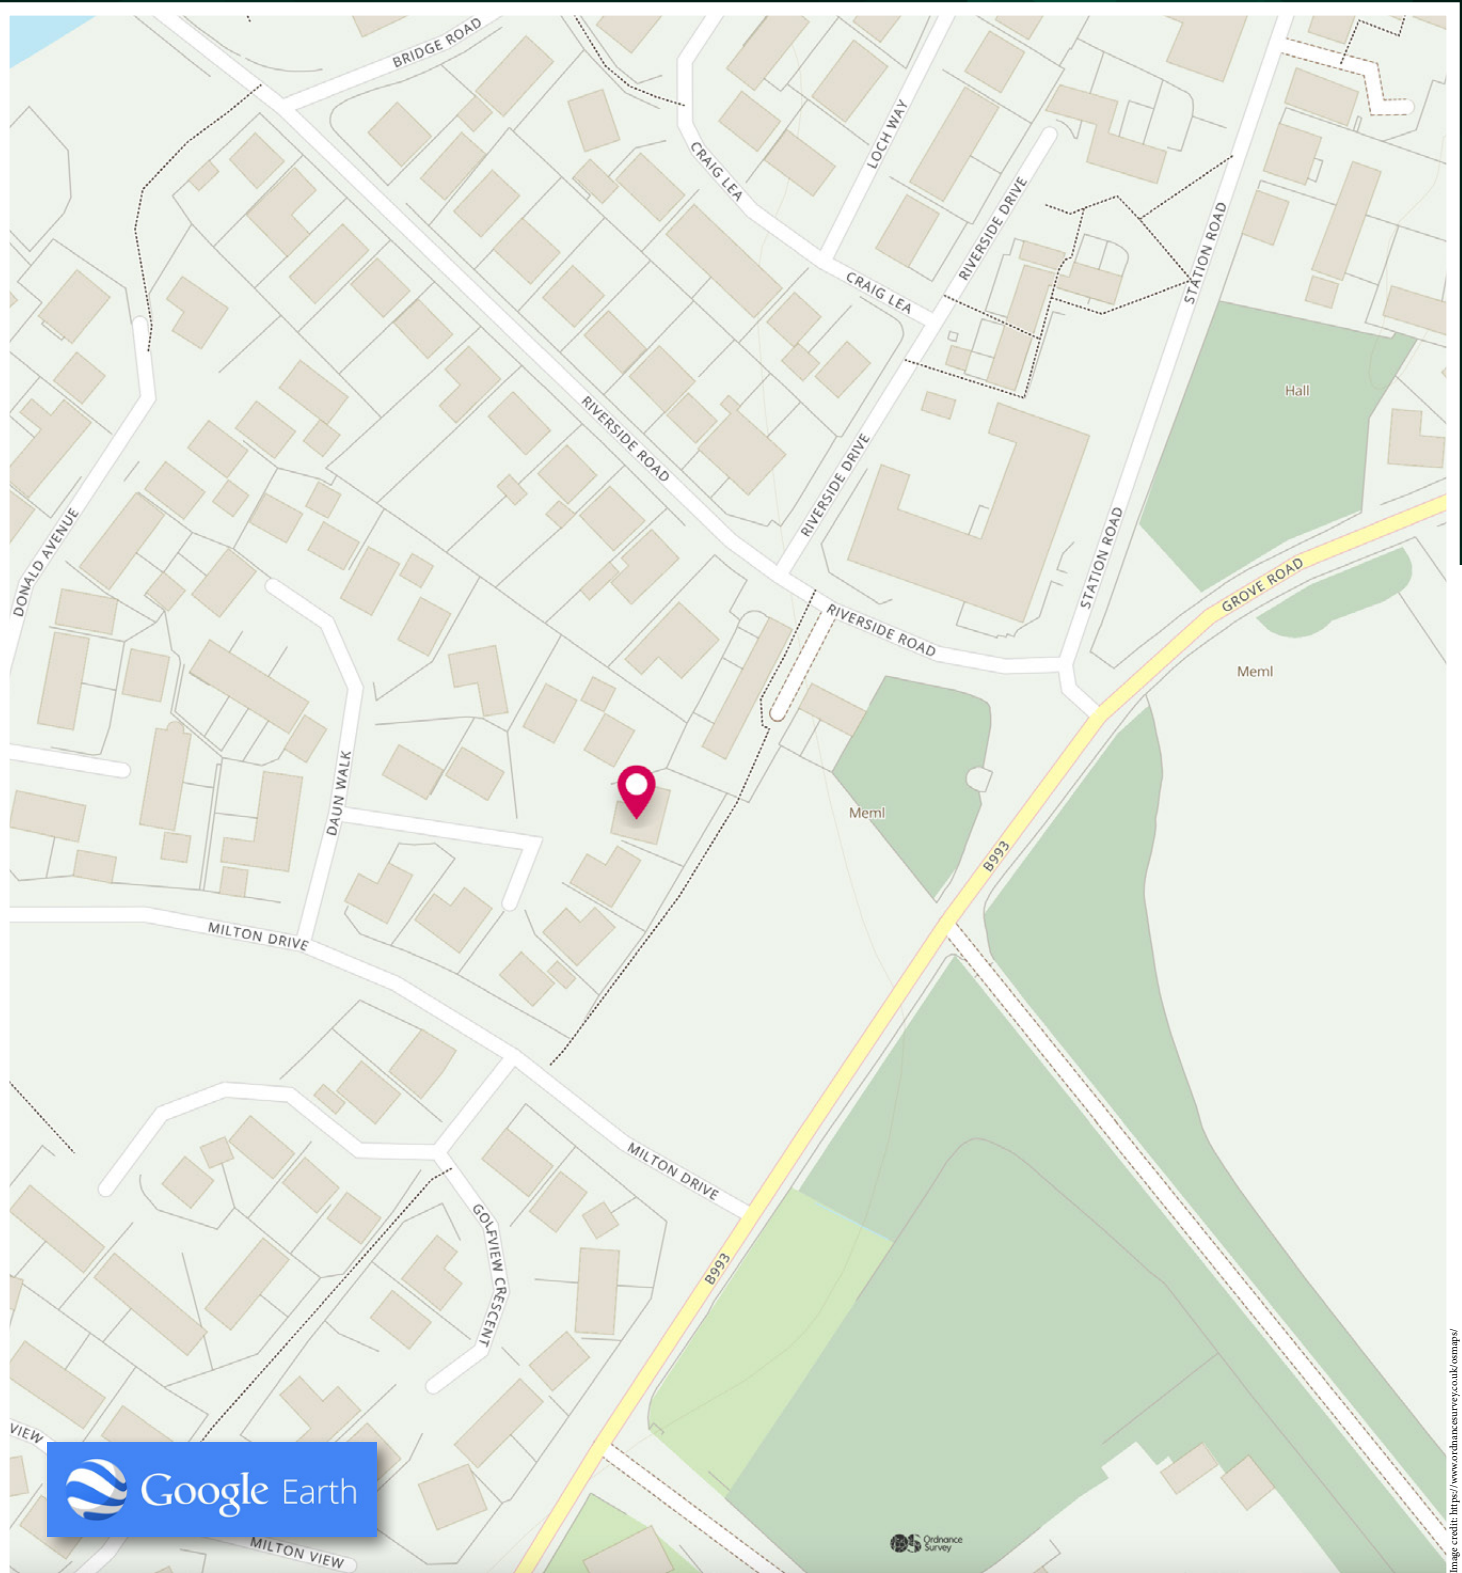 BRIDGE ROAD
LOCH WAY
CRAIG LEA
RIVERSIDE DRIVE
STATION ROAD
CRAIG LEA
Hall
RIVERSIDE ROAD
RIVERSIDE DRIVE
DONALD AVENUE
STATION ROAD
GROVE ROAD
RIVERSIDE ROAD
Meml
DAUN WALK
Meml
B993
MILTON DRIVE
MILTON DRIVE
GOLFVIEW CRESCENT
B993
VIEW
Google Earth
MILTON VIEW
Ordnance
Survey
Image credit: https://www.ordnancesurvey.co.uk/osmaps/